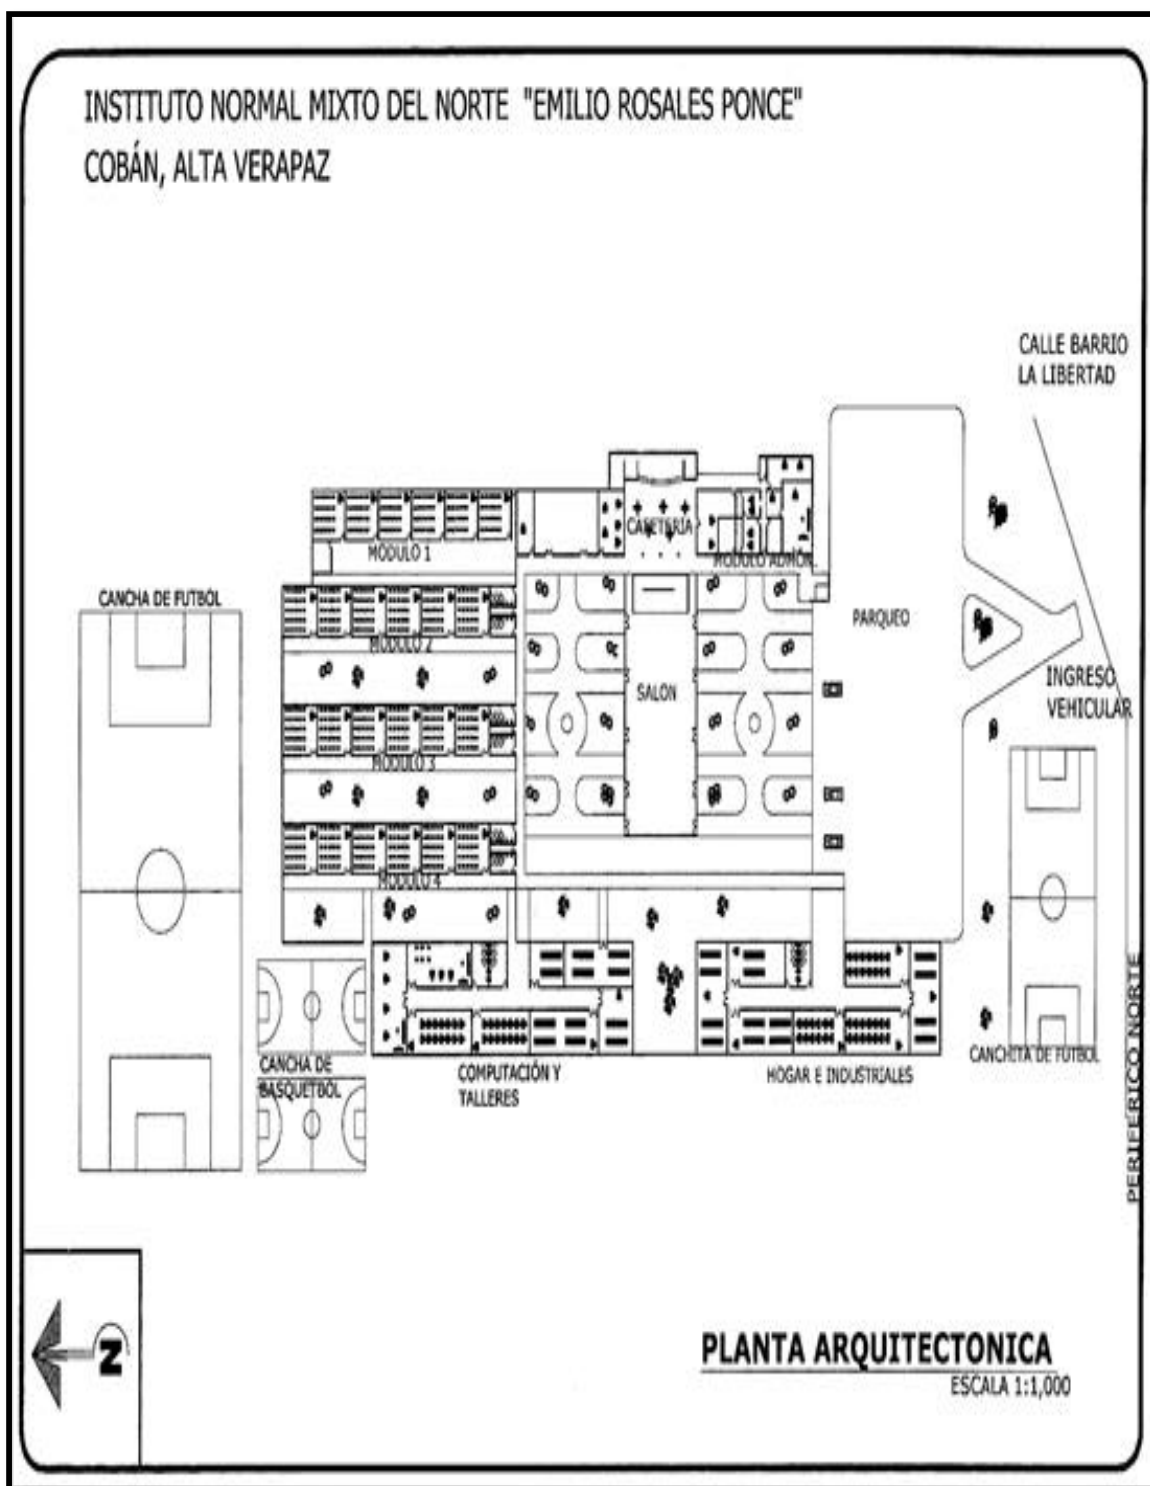 INSTITUTO NORMAL MIXTO DEL NORTE "EMILIO ROSALES PONCE"
COBÁN, ALTA VERAPAZ
CALLE BARRIO
LA LIBERTAD
CAFETERIA
MODULO 1
MODULO ADMON.
CANCHA DE FUTBOL
PARQUEO
MODULO 2
INGRESO
VEHICULAR
SALON
MODULO 3
MODULO 4
PERIFERICO NORTE
CANCHITA DE FUTBOL
CANCHA DE
BASQUETBOL
COMPUTACIÓN Y
TALLERES
HOGAR E INDUSTRIALES
N
PLANTA ARQUITECTONICA
ESCALA 1:1,000